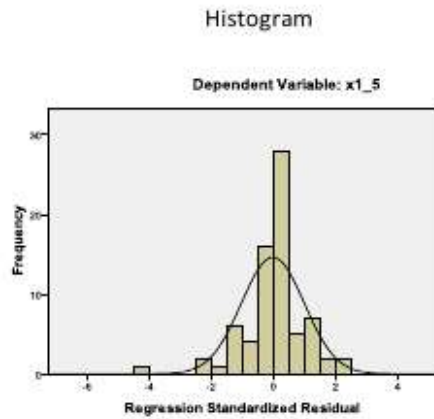 Histogram
Dependent Variable: x1_5
30
20
10
0
Frequency
-6 -4 -2 0 2 4
Regression Standardized Residual